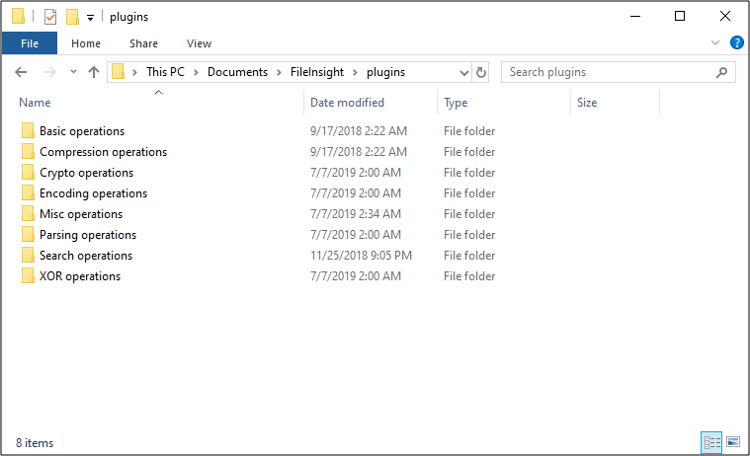 plugins
File Home Share View
This PC Documents FileInsight plugins Search plugins
Name Date modified Type Size
Basic operations 9/17/2018 2:22 AM File folder
Compression operations 9/17/2018 2:22 AM File folder
Crypto operations 7/7/2019 2:00 AM File folder
Encoding operations 7/7/2019 2:00 AM File folder
Misc operations 7/7/2019 2:34 AM File folder
Parsing operations 7/7/2019 2:00 AM File folder
Search operations 11/25/2018 9:05 PM File folder
XOR operations 7/7/2019 2:00 AM File folder
8 items